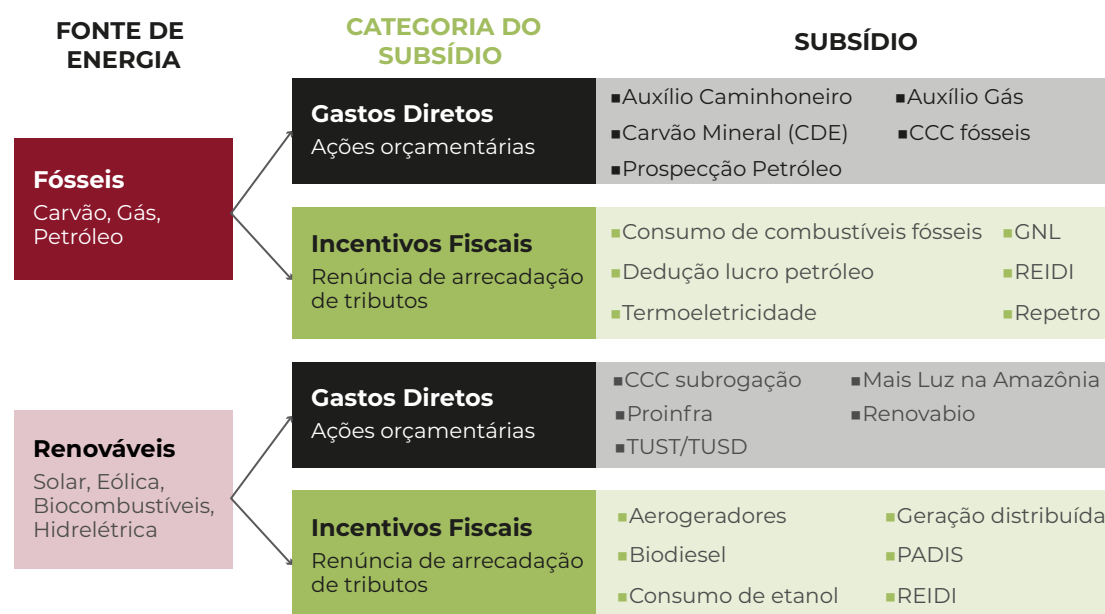 FONTE DE
ENERGIA
CATEGORIA DO
SUBSÍDIO
SUBSÍDIO
Fósseis
Carvão, Gás,
Petróleo
Gastos Diretos
Ações orçamentárias
■Auxílio Caminhoneiro ■Auxílio Gás
■Carvão Mineral (CDE) ■CCC fósseis
■Prospecção Petróleo
Incentivos Fiscais
Renúncia de arrecadação
de tributos
■Consumo de combustíveis fósseis ■GNL
■Dedução lucro petróleo ■REIDI
■Termoeletricidade ■Repetro
Renováveis
Solar, Eólica,
Biocombustíveis,
Hidrelétrica
Gastos Diretos
Ações orçamentárias
■CCC subrogação ■Mais Luz na Amazônia
■Proinfra ■Renovabio
■TUST/TUSD
Incentivos Fiscais
Renúncia de arrecadação
de tributos
■Aerogeradores ■Geração distribuída
■Biodiesel ■PADIS
■Consumo de etanol ■REIDI